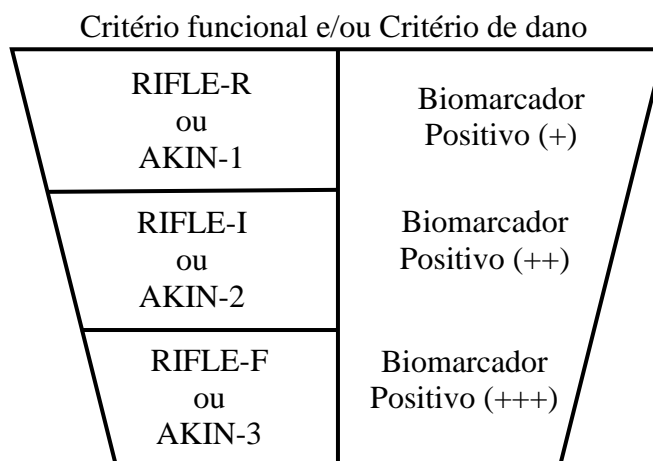 Critério funcional e/ou Critério de dano
RIFLE-R
ou
AKIN-1
Biomarcador
Positivo (+)
RIFLE-I
ou
AKIN-2
Biomarcador
Positivo (++)
RIFLE-F
ou
AKIN-3
Biomarcador
Positivo (+++)